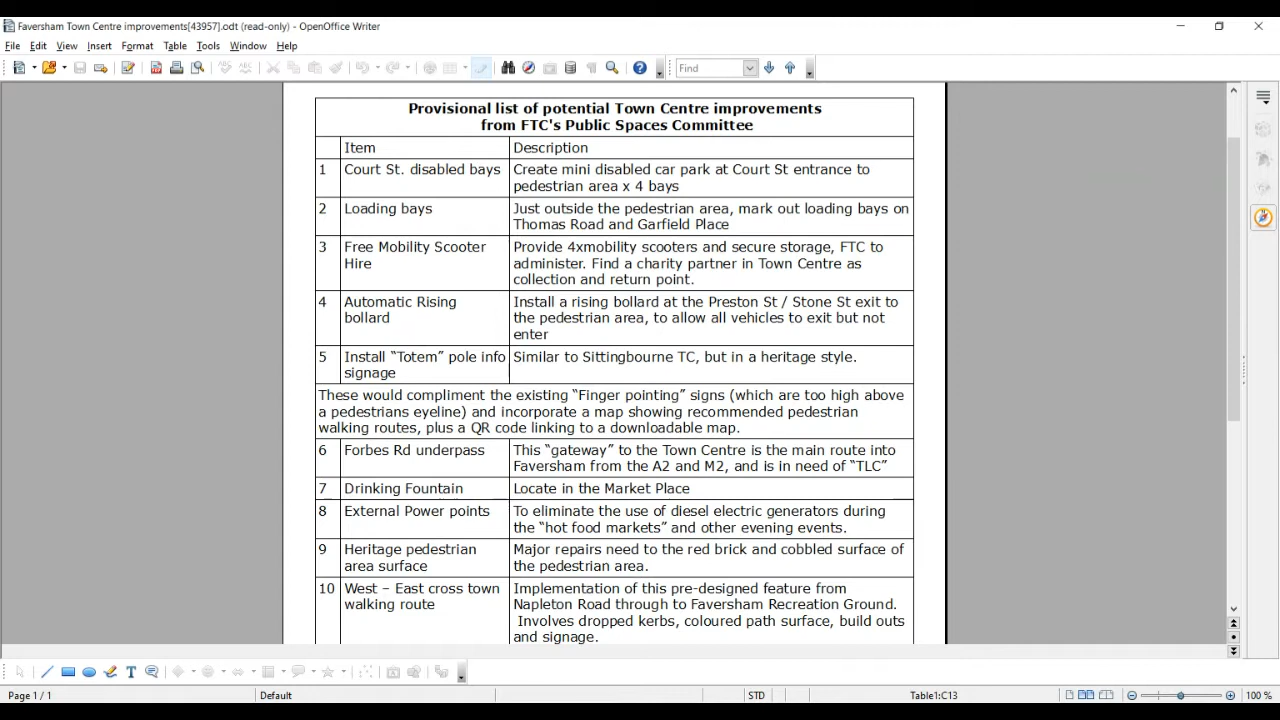 Faversham Town Centre improvements[43957].odt (read-only) - OpenOffice Writer
File Edit View Insert Format Table Tools Window Help
Find
Provisional list of potential Town Centre improvements
from FTC's Public Spaces Committee
Item Description
1 Court St. disabled bays Create mini disabled car park at Court St entrance to
pedestrian area x 4 bays
2 Loading bays Just outside the pedestrian area, mark out loading bays on
Thomas Road and Garfield Place
3 Free Mobility Scooter Provide 4xmobility scooters and secure storage, FTC to
Hire administer. Find a charity partner in Town Centre as
collection and return point.
4 Automatic Rising Install a rising bollard at the Preston St / Stone St exit to
bollard the pedestrian area, to allow all vehicles to exit but not
enter
5 Install “Totem” pole info Similar to Sittingbourne TC, but in a heritage style.
signage
These would compliment the existing “Finger pointing” signs (which are too high above
a pedestrians eyeline) and incorporate a map showing recommended pedestrian
walking routes, plus a QR code linking to a downloadable map.
6 Forbes Rd underpass This “gateway” to the Town Centre is the main route into
Faversham from the A2 and M2, and is in need of “TLC”
7 Drinking Fountain Locate in the Market Place
8 External Power points To eliminate the use of diesel electric generators during
the “hot food markets” and other evening events.
9 Heritage pedestrian Major repairs need to the red brick and cobbled surface of
area surface the pedestrian area.
10 West – East cross town Implementation of this pre-designed feature from
walking route Napleton Road through to Faversham Recreation Ground.
Involves dropped kerbs, coloured path surface, build outs
and signage.
Page 1 / 1 Default STD Table1:C13 100 %